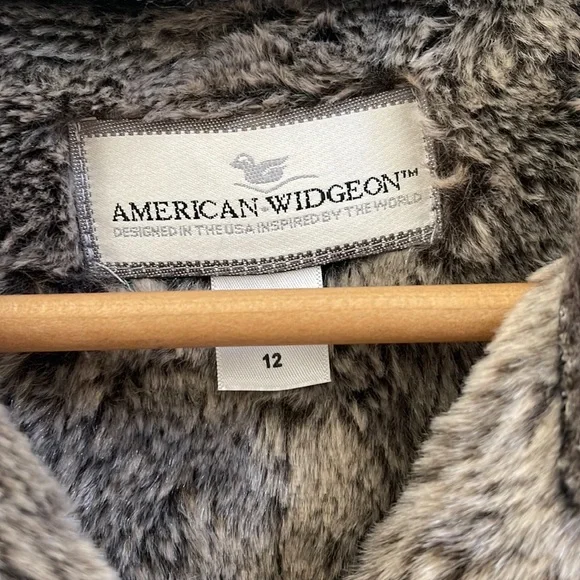 AMERICAN WIDGEON™
DESIGNED IN THE USA INSPIRED BY THE WORLD
12